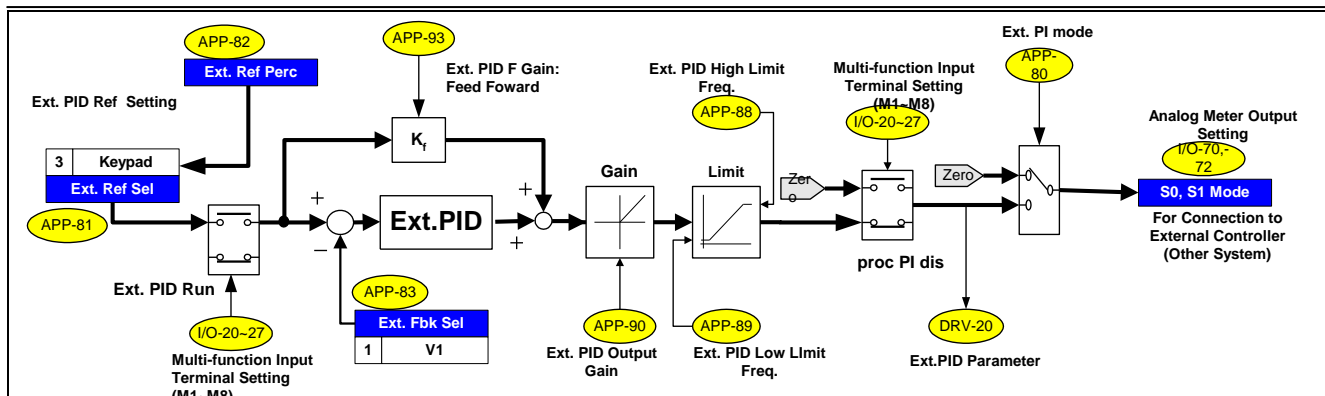 APP-82
Ext. Ref Perc
Ext. PID Ref Setting
3 Keypad
Ext. Ref Sel
APP-81
Ext. PID Run
I/O-20~27
Multi-function Input
Terminal Setting
(M1~M8)
APP-93
Ext. PID F Gain:
Feed Foward
Kf
+
−
Ext.PID
+
+
APP-83
Ext. Fbk Sel
1 V1
Gain
APP-90
Ext. PID Output
Gain
Ext. PID High Limit
Freq.
APP-88
Limit
APP-89
Ext. PID Low LImit
Freq.
Multi-function Input
Terminal Setting
(M1~M8)
I/O-20~27
Zer
o
proc PI dis
Zero
DRV-20
Ext.PID Parameter
Ext. PI mode
APP-
80
Analog Meter Output
Setting
I/O-70,-
72
S0, S1 Mode
For Connection to
External Controller
(Other System)